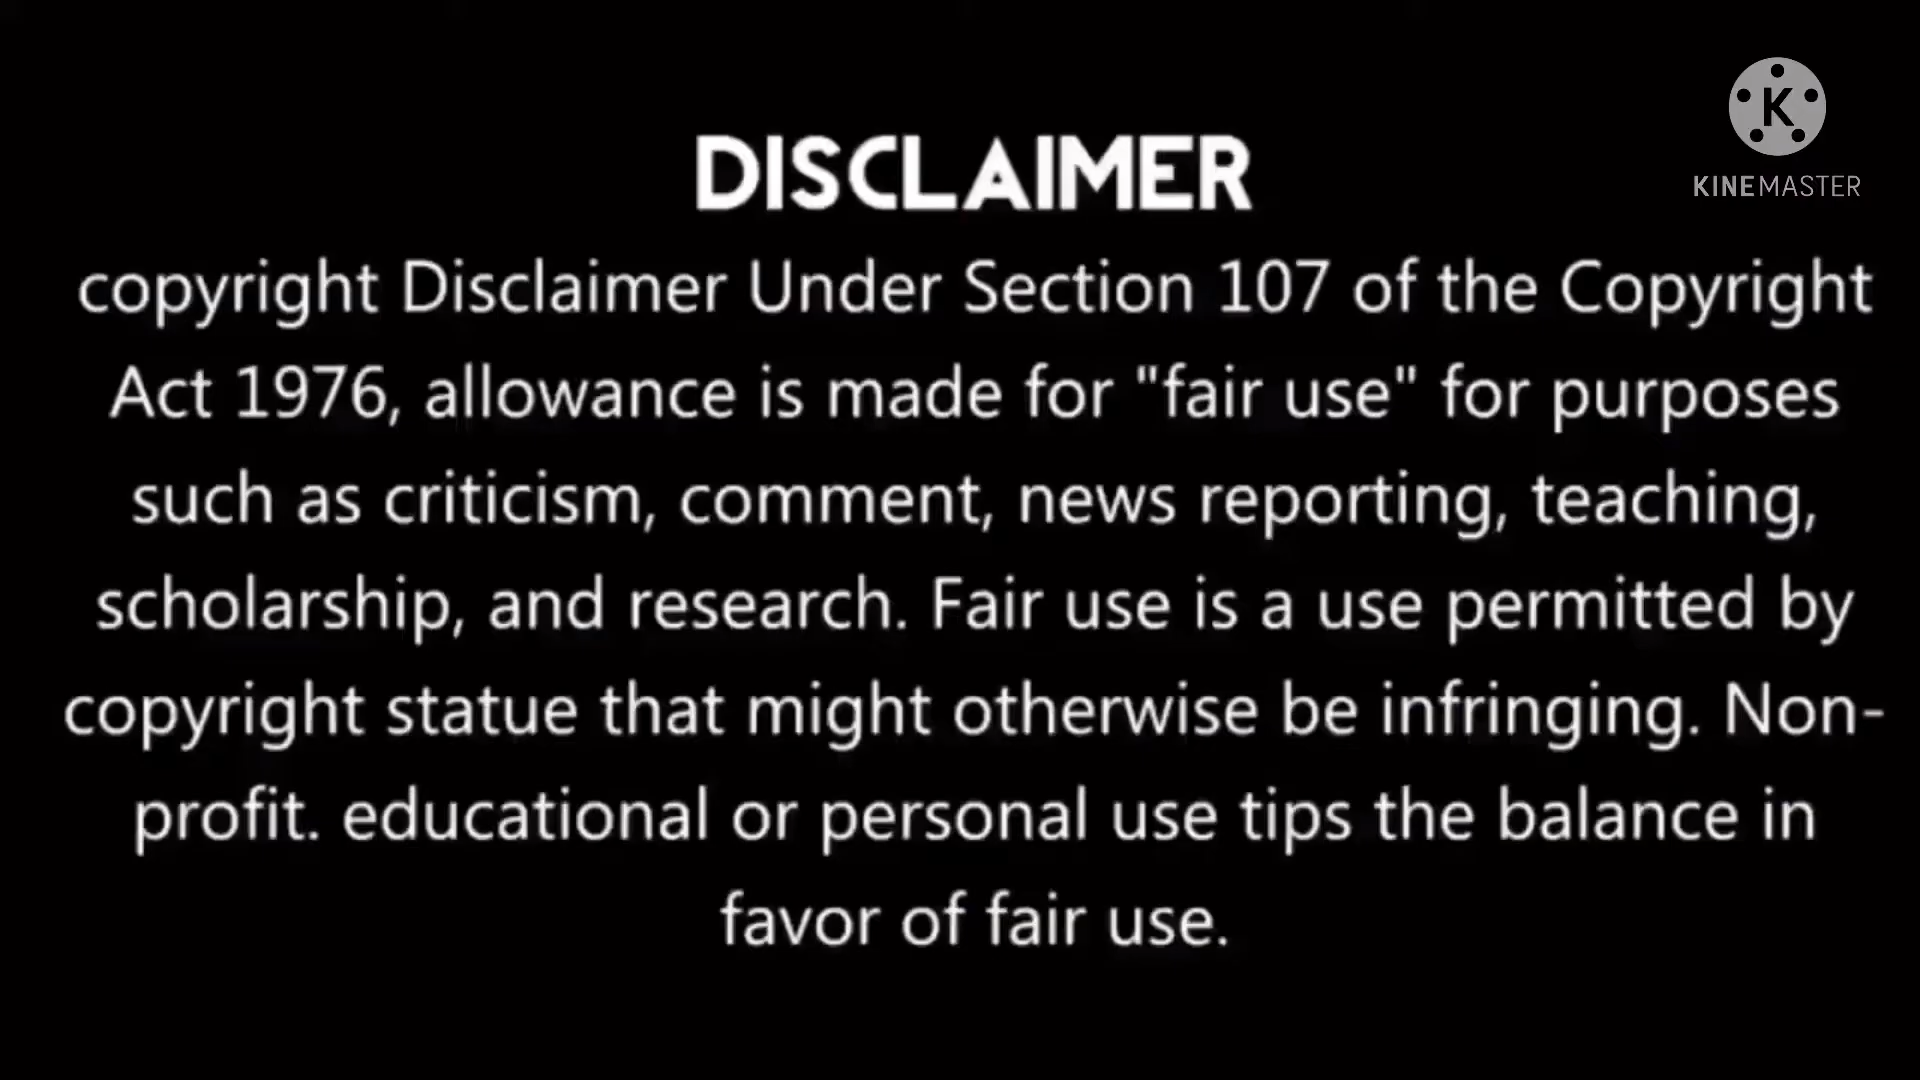 K
KINEMASTER
DISCLAIMER
copyright Disclaimer Under Section 107 of the Copyright
Act 1976, allowance is made for "fair use" for purposes
such as criticism, comment, news reporting, teaching,
scholarship, and research. Fair use is a use permitted by
copyright statue that might otherwise be infringing. Non-
profit. educational or personal use tips the balance in
favor of fair use.